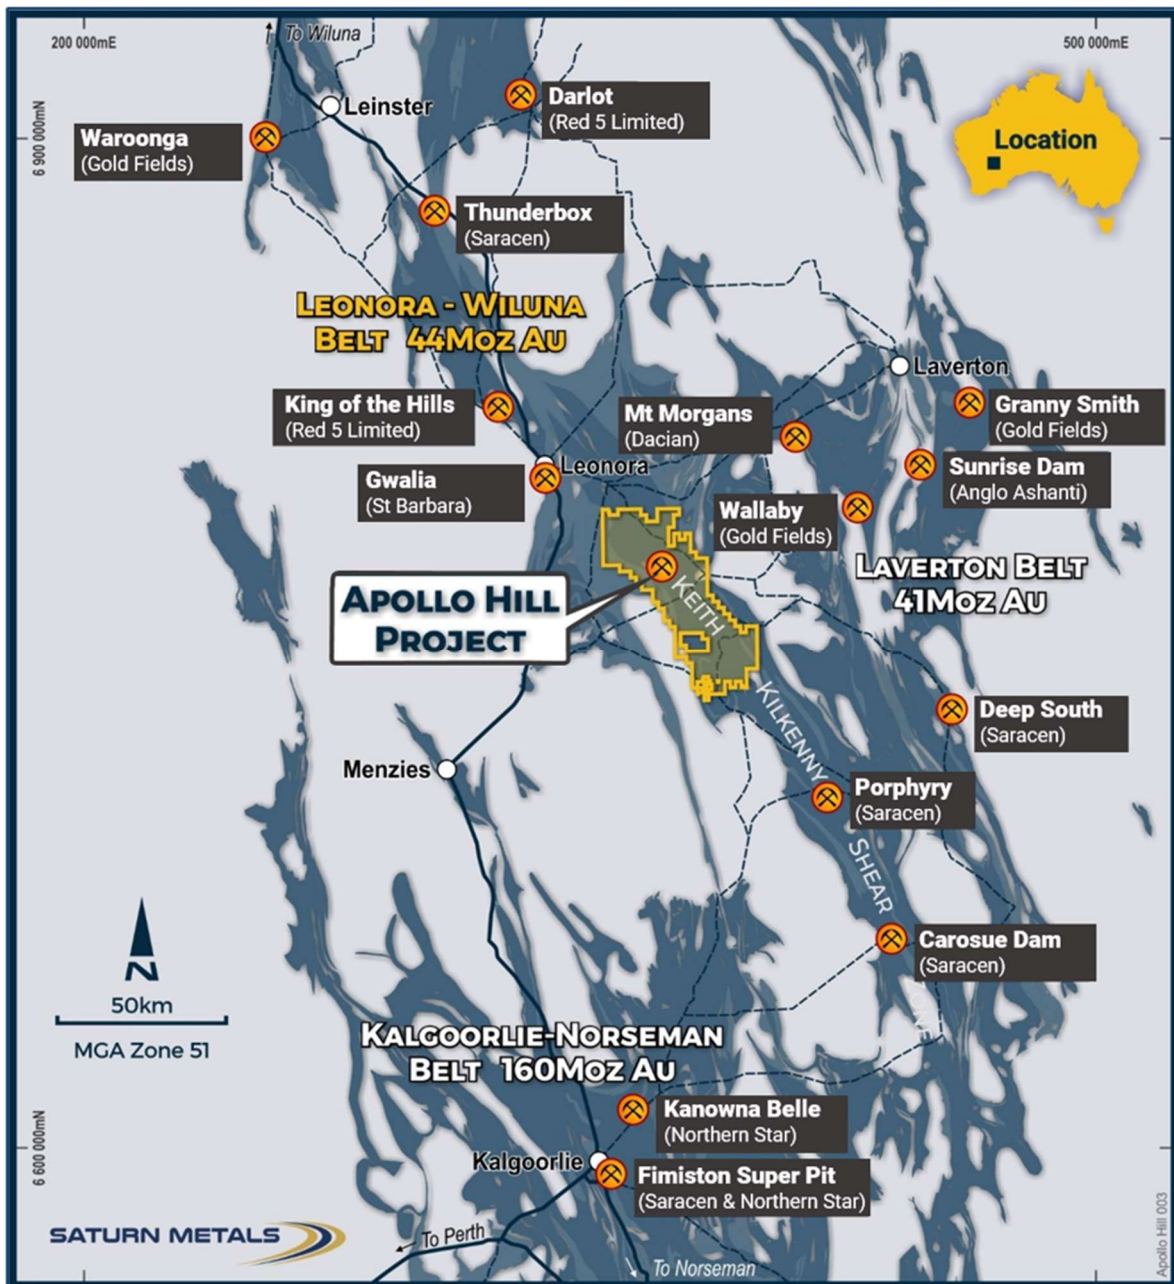 To Wiluna
200 000mE
500 000mE
Leinster
Darlot
(Red 5 Limited)
Waroonga
(Gold Fields)
6 900 000mN
Location
Thunderbox
(Saracen)
LEONORA - WILUNA
BELT 44MOZ AU
Laverton
King of the Hills
(Red 5 Limited)
Mt Morgans
(Dacian)
Granny Smith
(Gold Fields)
Leonora
Gwalia
(St Barbara)
Sunrise Dam
(Anglo Ashanti)
Wallaby
(Gold Fields)
LAVERTON BELT
41MOZ AU
APOLLO HILL
PROJECT
KEITH
KILKENNY
SHEAR
ZONE
Deep South
(Saracen)
Menzies
Porphyry
(Saracen)
Carosue Dam
(Saracen)
N
50km
MGA Zone 51
KALGOORLIE-NORSEMAN
BELT 160MOZ AU
Kanowna Belle
(Northern Star)
6 600 000mN
Kalgoorlie
Fimiston Super Pit
(Saracen & Northern Star)
SATURN METALS
To Perth
To Norseman
Apollo Hill 003